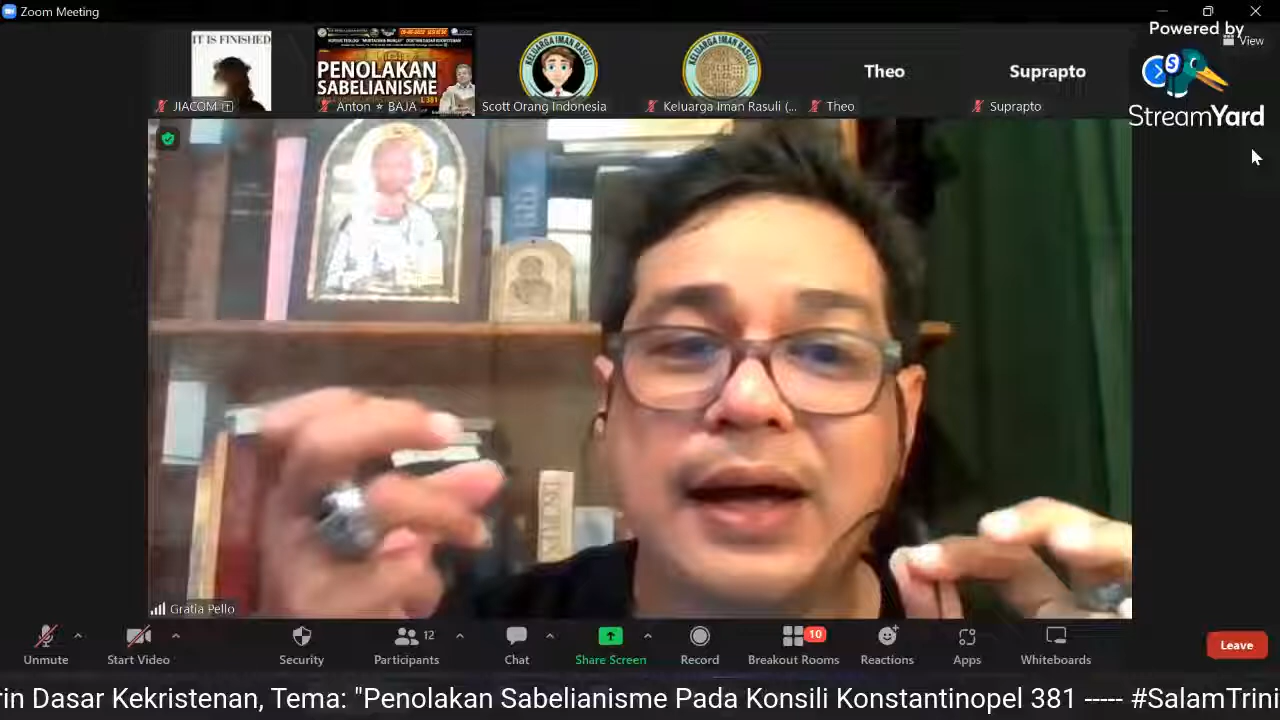 Zoom Meeting
Powered by
StreamYard
View
IT IS FINISHED
PENOLAKAN
SABELIANISME
KELUARGA IMAN RASULI
KELUARGA IMAN RASULI
Theo
Suprapto
JIACOM
Anton ☆ BAJA
Scott Orang Indonesia
Keluarga Iman Rasuli (...
Theo
Suprapto
Gratia Pello
12
10
Unmute
Start Video
Security
Participants
Chat
Share Screen
Record
Breakout Rooms
Reactions
Apps
Whiteboards
Leave
rin Dasar Kekristenan, Tema: "Penolakan Sabelianisme Pada Konsili Konstantinopel 381 ----- #SalamTrini